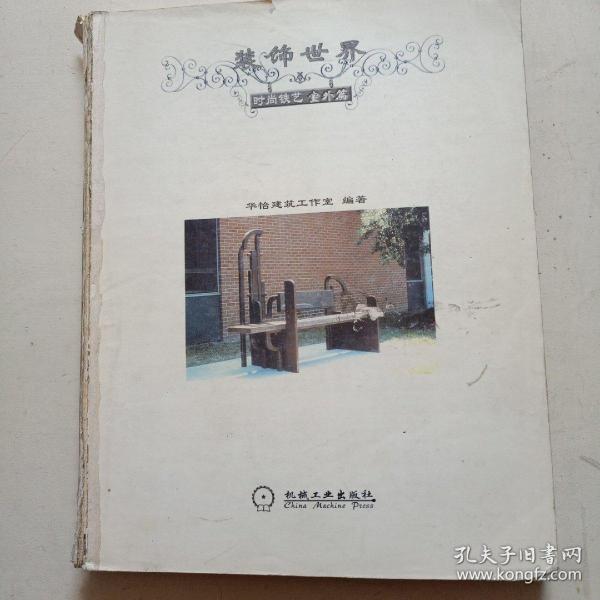 装饰世界
时尚铁艺 室外篇
华怡建筑工作室 编著
机械工业出版社
China Machine Press
孔夫子旧书网
www.kongfz.com